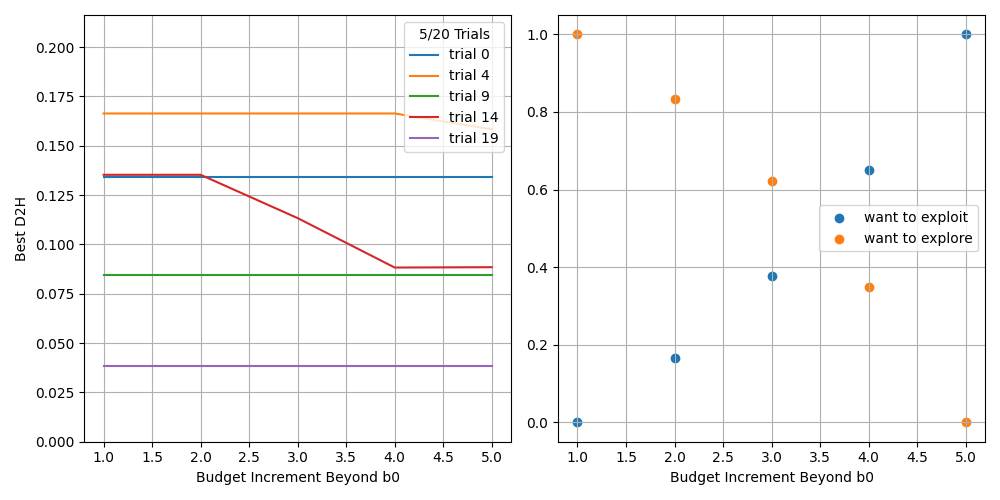 0.200
0.175
0.150
0.125
0.100
0.075
0.050
0.025
0.000
Best D2H
1.0 1.5 2.0 2.5 3.0 3.5 4.0 4.5 5.0
Budget Increment Beyond b0
5/20 Trials
trial 0
trial 4
trial 9
trial 14
trial 19
1.0
0.8
0.6
0.4
0.2
0.0
1.0 1.5 2.0 2.5 3.0 3.5 4.0 4.5 5.0
Budget Increment Beyond b0
want to exploit
want to explore